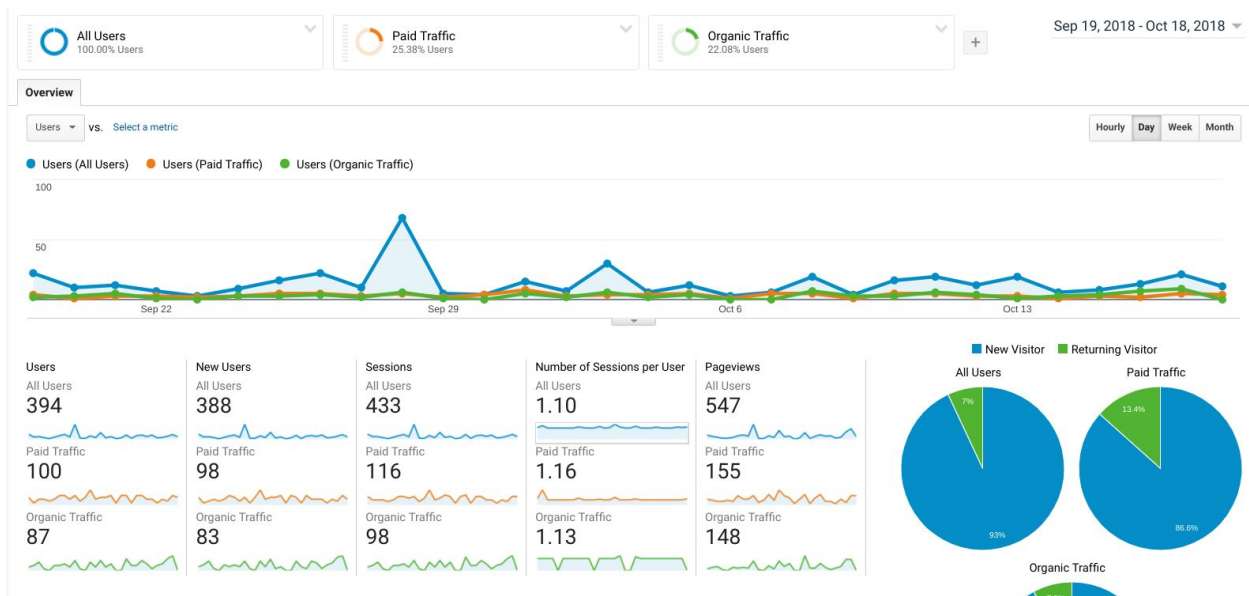 All Users
100.00% Users
Paid Traffic
25.38% Users
Organic Traffic
22.08% Users
+
Sep 19, 2018 - Oct 18, 2018
Overview
Users VS. Select a metric
Hourly Day Week Month
Users (All Users) Users (Paid Traffic) Users (Organic Traffic)
100
50
Sep 22 Sep 29 Oct 6 Oct 13
Users
All Users
394
Paid Traffic
100
Organic Traffic
87
New Users
All Users
388
Paid Traffic
98
Organic Traffic
83
Sessions
All Users
433
Paid Traffic
116
Organic Traffic
98
Number of Sessions per User
All Users
1.10
Paid Traffic
1.16
Organic Traffic
1.13
Pageviews
All Users
547
Paid Traffic
155
Organic Traffic
148
New Visitor Returning Visitor
All Users
7%
93%
Paid Traffic
13.4%
86.6%
Organic Traffic